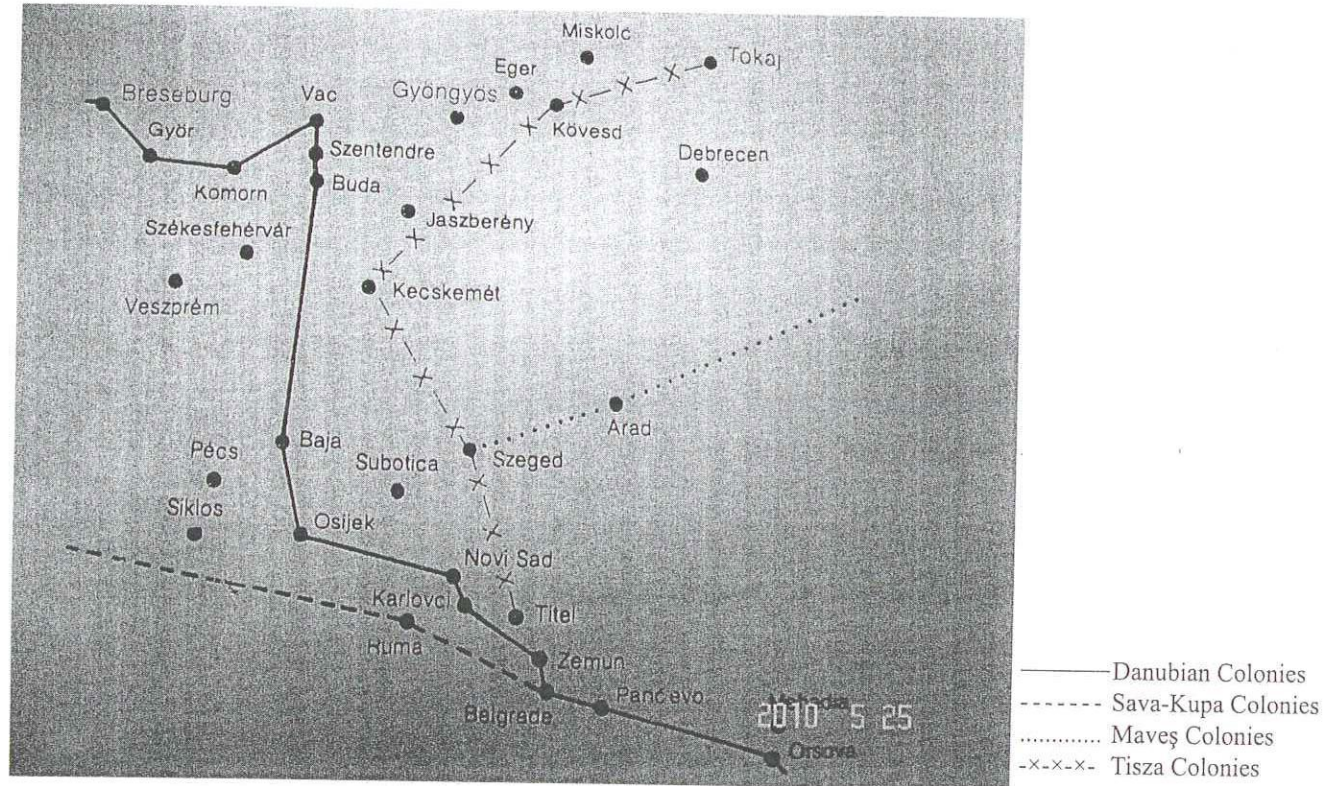 Miskolc
Tokaj
Eger
Breseburg
Vac
Gyöngyös
Kövesd
Györ
Szentendre
Debrecen
Komorn
Buda
Jaszberény
Székesfehérvár
Kecskemét
Veszprém
Arad
Baja
Pécs
Subotica
Szeged
Siklos
Osijek
Novi Sad
Karlovci
Titel
Ruma
Zemun
Pančevo
Belgrade
2010 5 25
Orsova
Danubian Colonies
Sava-Kupa Colonies
Maveş Colonies
Tisza Colonies